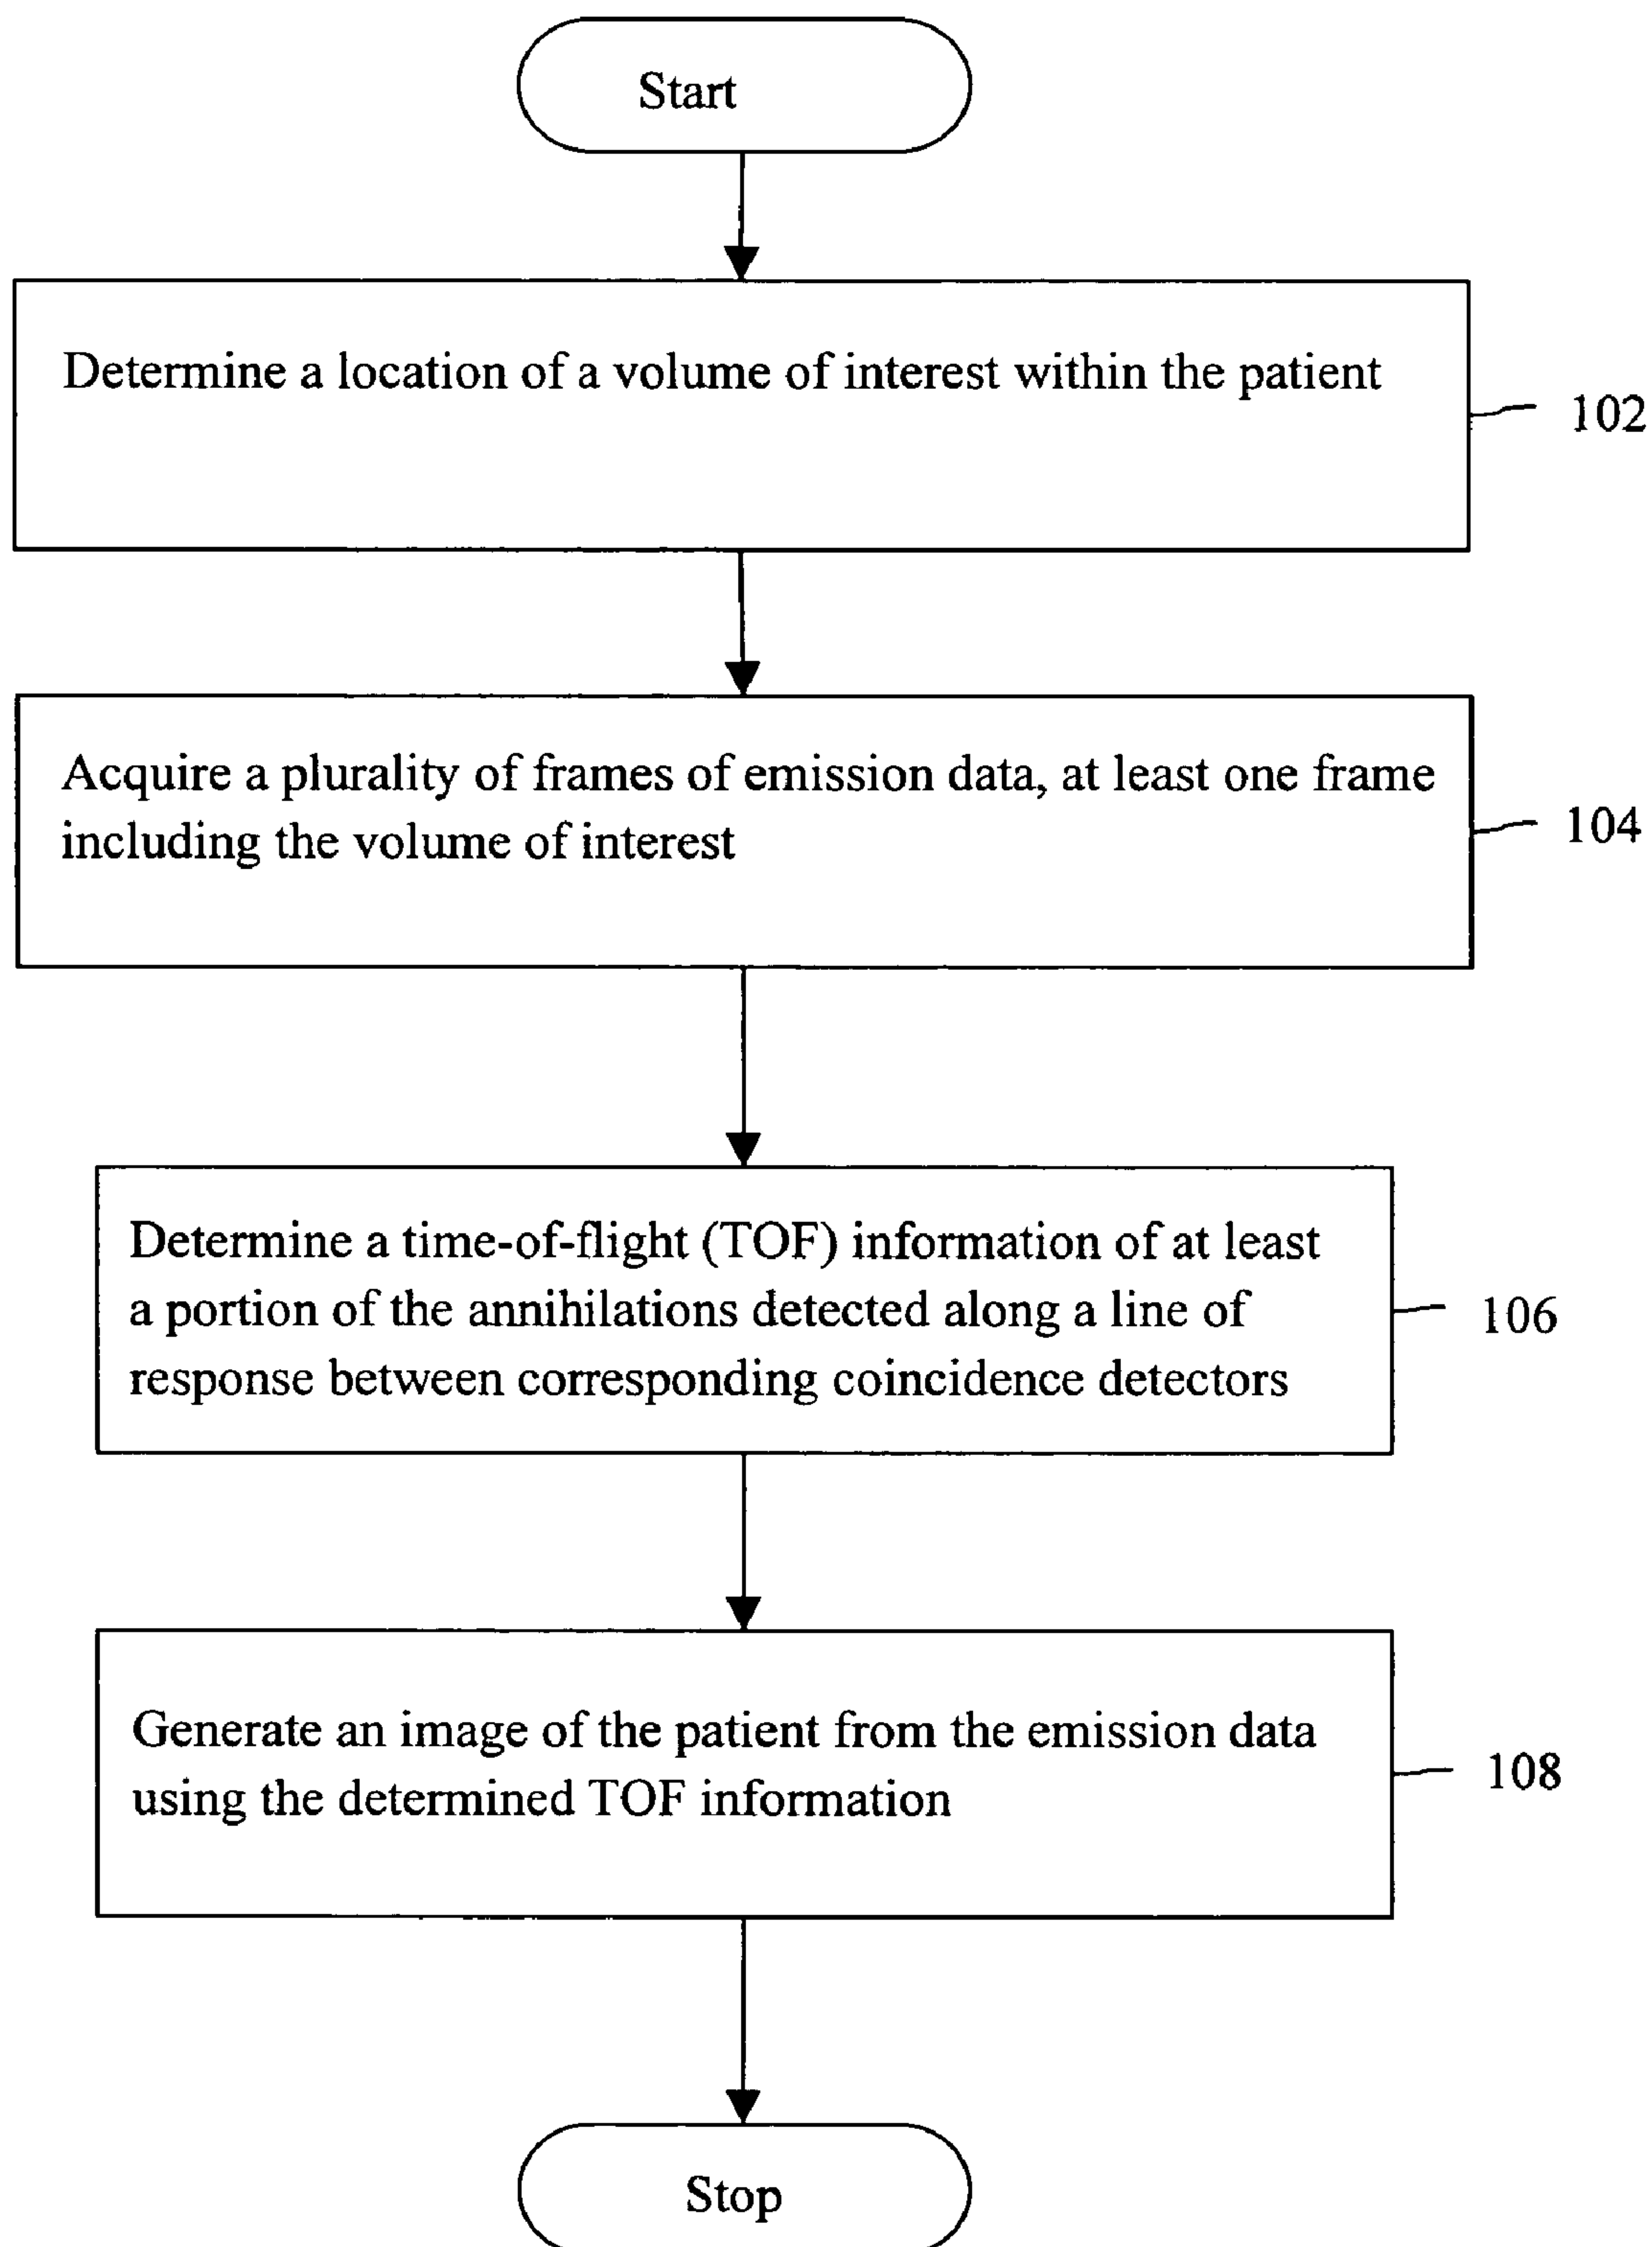 Start
Determine a location of a volume of interest within the patient
102
Acquire a plurality of frames of emission data, at least one frame
including the volume of interest
104
Determine a time-of-flight (TOF) information of at least
a portion of the annihilations detected along a line of
response between corresponding coincidence detectors
106
Generate an image of the patient from the emission data
using the determined TOF information
108
Stop